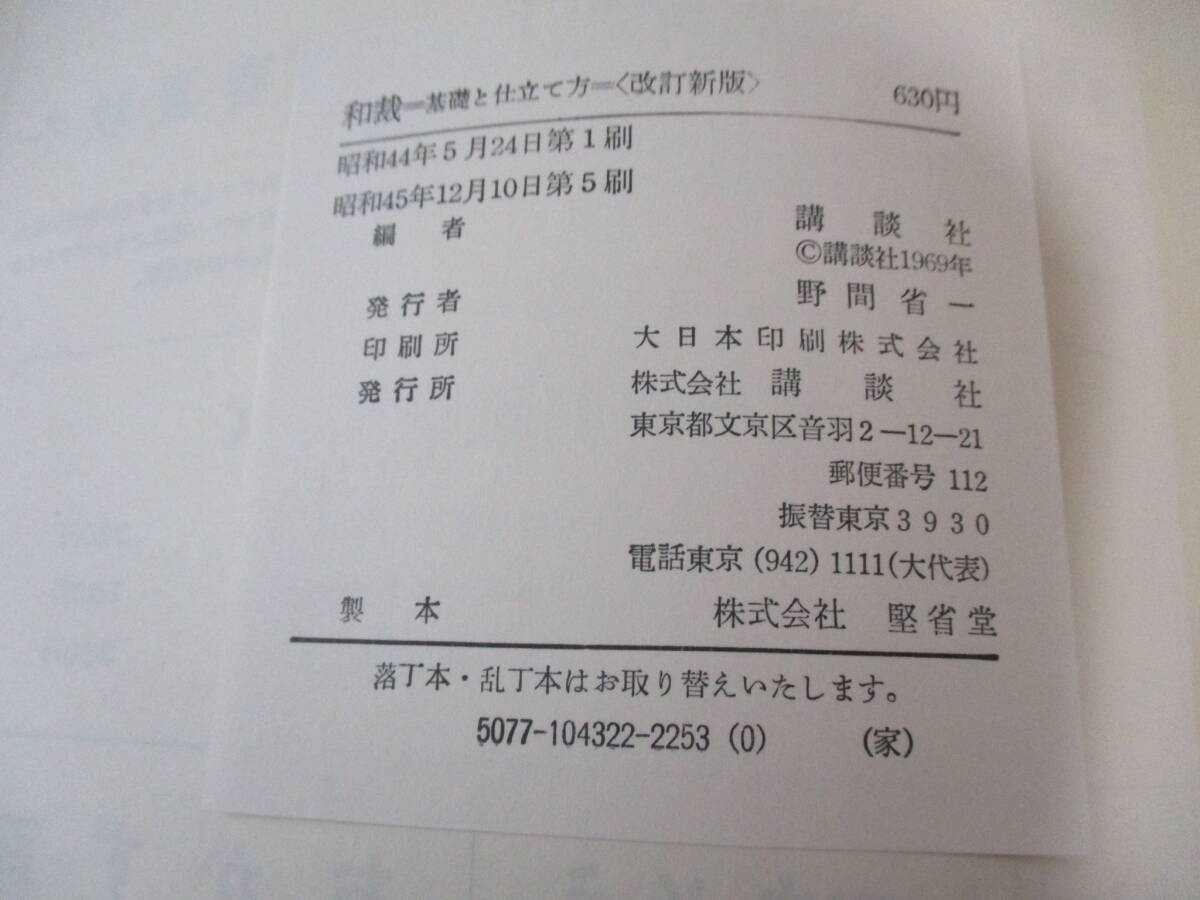 和裁=基礎と仕立て方=〈改訂新版〉 630円
昭和44年5月24日第1刷
昭和45年12月10日第5刷
編者 講談社
©講談社1969年
発行者 野間省一
印刷所 大日本印刷株式会社
発行所 株式会社 講談社
東京都文京区音羽2―12―21
郵便番号 112
振替東京3930
電話東京(942)1111(大代表)
製本 株式会社 堅省堂
落丁本・乱丁本はお取り替えいたします。
5077-104322-2253 (0) (家)